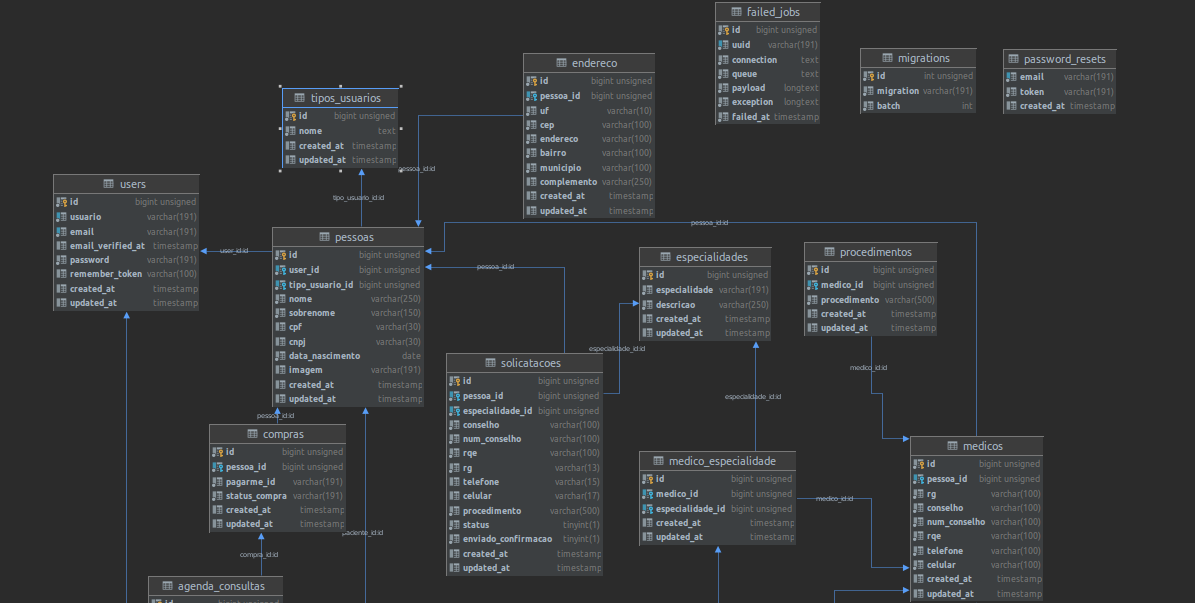 failed_jobs
id bigint unsigned
uuid varchar(191)
connection text
queue text
payload longtext
exception longtext
failed_at timestamp
migrations
id int unsigned
migration varchar(191)
batch int
password_resets
email varchar(191)
token varchar(191)
created_at timestamp
endereco
id bigint unsigned
pessoa_id bigint unsigned
uf varchar(10)
cep varchar(100)
endereco varchar(100)
bairro varchar(100)
municipio varchar(100)
complemento varchar(250)
created_at timestamp
updated_at timestamp
tipos_usuarios
id bigint unsigned
nome text
created_at timestamp
updated_at timestamp
pessoa_id:id
tipo_usuario_id:id
users
id bigint unsigned
usuario varchar(191)
email varchar(191)
email_verified_at timestamp
password varchar(191)
remember_token varchar(100)
created_at timestamp
updated_at timestamp
user_id:id
pessoas
id bigint unsigned
user_id bigint unsigned
tipo_usuario_id bigint unsigned
nome varchar(250)
sobrenome varchar(150)
cpf varchar(30)
cnpj varchar(30)
data_nascimento date
imagem varchar(191)
created_at timestamp
updated_at timestamp
pessoa_id:id
pessoa_id:id
especialidades
id bigint unsigned
especialidade varchar(191)
descricao varchar(250)
created_at timestamp
updated_at timestamp
procedimentos
id bigint unsigned
medico_id bigint unsigned
procedimento varchar(500)
created_at timestamp
updated_at timestamp
especialidade_id:id
medico_id:id
especialidade_id:id
solicatacoes
id bigint unsigned
pessoa_id bigint unsigned
especialidade_id bigint unsigned
conselho varchar(100)
num_conselho varchar(100)
rqe varchar(100)
rg varchar(13)
telefone varchar(15)
celular varchar(17)
procedimento varchar(500)
status tinyint(1)
enviado_confirmacao tinyint(1)
created_at timestamp
updated_at timestamp
pessoa_id:id
compras
id bigint unsigned
pessoa_id bigint unsigned
pagarme_id varchar(191)
status_compra varchar(191)
created_at timestamp
updated_at timestamp
paciente_id:id
compra_id:id
medico_especialidade
id bigint unsigned
medico_id bigint unsigned
especialidade_id bigint unsigned
created_at timestamp
updated_at timestamp
medico_id:id
medicos
id bigint unsigned
pessoa_id bigint unsigned
rg varchar(100)
conselho varchar(100)
num_conselho varchar(100)
rqe varchar(100)
telefone varchar(100)
celular varchar(100)
created_at timestamp
updated_at timestamp
agenda_consultas
id bigint unsigned